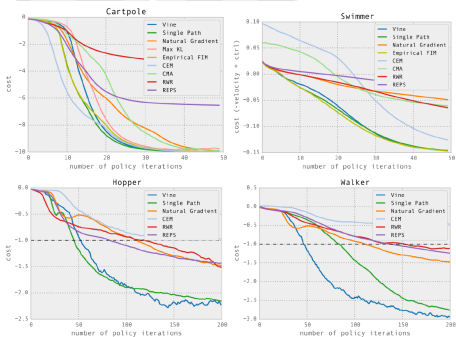 Cartpole
cost
0
−2
−4
−6
−8
−10
0
10
20
30
40
50
number of policy iterations
Vine
Single Path
Natural Gradient
Max KL
Empirical FIM
CEM
CMA
RWR
REPS
Swimmer
cost (-velocity + ctrl)
0.10
0.05
0.00
−0.05
−0.10
−0.15
0
10
20
30
40
50
number of policy iterations
Vine
Single Path
Natural Gradient
Empirical FIM
CEM
CMA
RWR
REPS
Hopper
cost
0.0
−0.5
−1.0
−1.5
−2.0
−2.5
0
50
100
150
200
number of policy iterations
Vine
Single Path
Natural Gradient
CEM
RWR
REPS
Walker
cost
0.5
0.0
−0.5
−1.0
−1.5
−2.0
−2.5
−3.0
0
50
100
150
200
number of policy iterations
Vine
Single Path
Natural Gradient
CEM
RWR
REPS